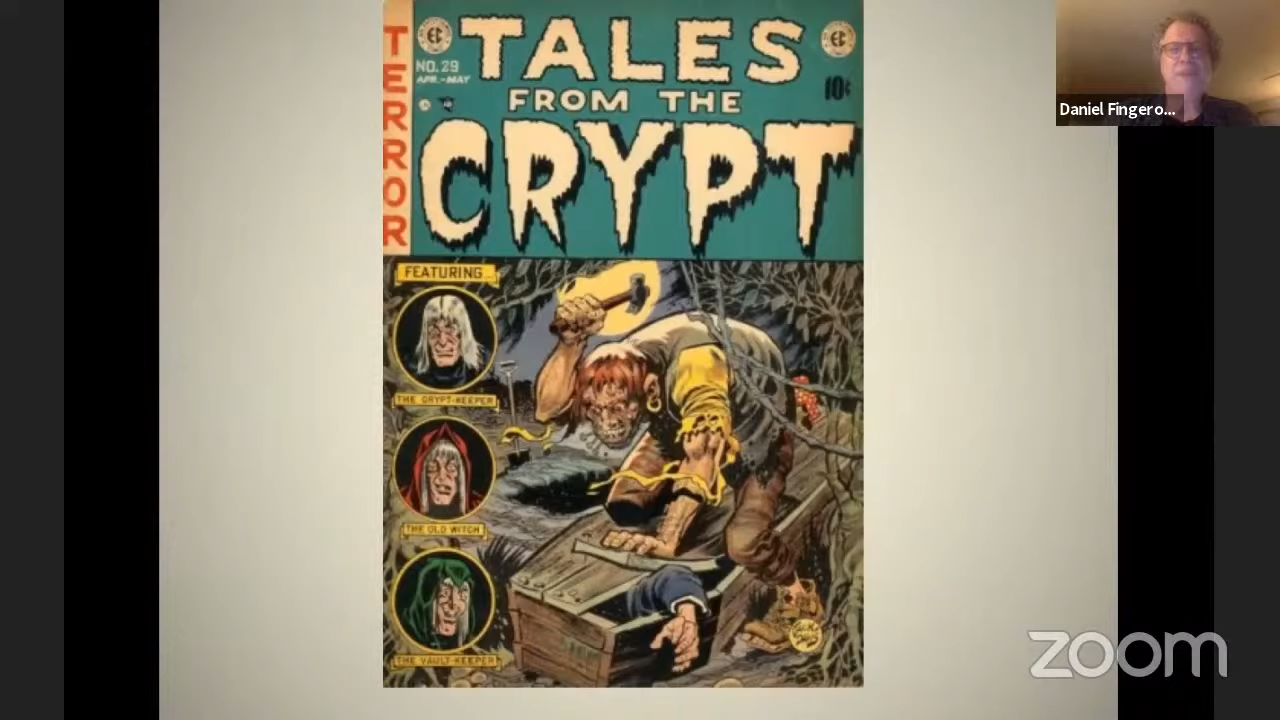 TERROR
EC
EC
TALES
NO. 29
APR.-MAY
10¢
FROM THE
CRYPT
FEATURING...
THE CRYPT-KEEPER
THE OLD WITCH
THE VAULT-KEEPER
Daniel Fingero...
zoom